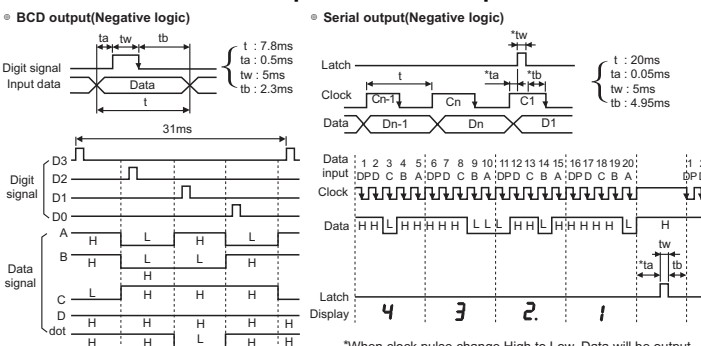 BCD output(Negative logic)
ta tw tb
Digit signal
Input data
Data
t
t : 7.8ms
ta : 0.5ms
tw : 5ms
tb : 2.3ms
31ms
Digit signal
D3
D2
D1
D0
Data signal
A
H L H L
B
H L L H
H
C
L H H H
D
H H H H H
dot
H H L H H
Serial output(Negative logic)
*tw
Latch
t *ta *tb
Clock
Cn-1 Cn C1
Data
Dn-1 Dn D1
t : 20ms
ta : 0.05ms
tw : 5ms
tb : 4.95ms
Data input
1 2 3 4 5 6 7 8 9 10 11 12 13 14 15 16 17 18 19 20
DP D C B A DP D C B A DP D C B A DP D C B A
Clock
Data
H H L H H H H H L L L H H L H H H H H L H
tw
*ta tb
Latch
Display
4 3 2. 1
*When clock pulse change High to Low, Data will be output